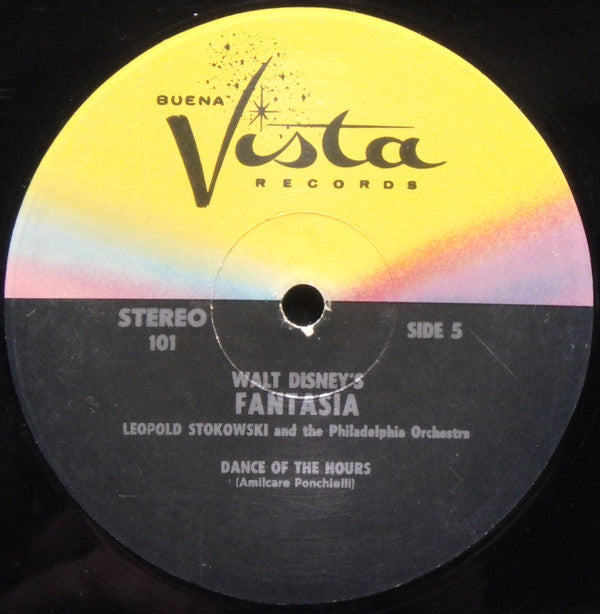 BUENA
Vista
RECORDS
STEREO
101
SIDE 5
WALT DISNEY'S
FANTASIA
LEOPOLD STOKOWSKI and the Philadelphia Orchestra
DANCE OF THE HOURS
(Amilcare Ponchielli)